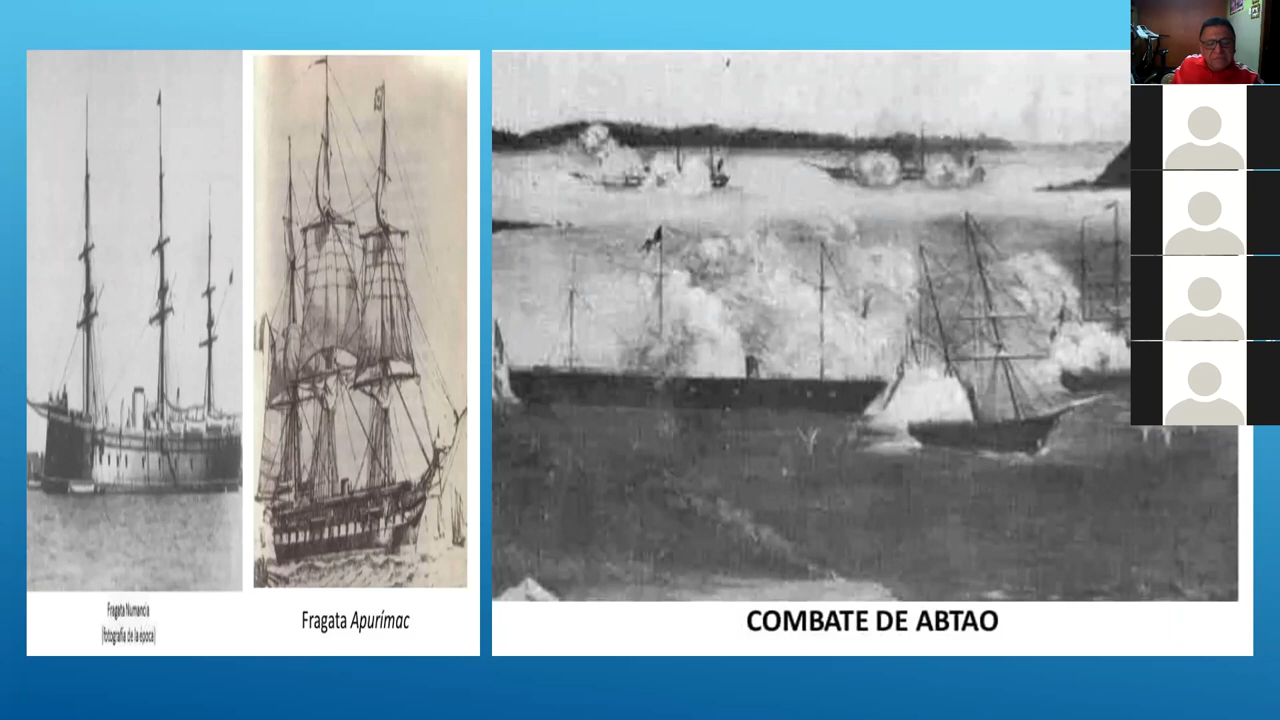 Fragata Numancia
(fotografía de la época)
Fragata Apurímac
COMBATE DE ABTAO